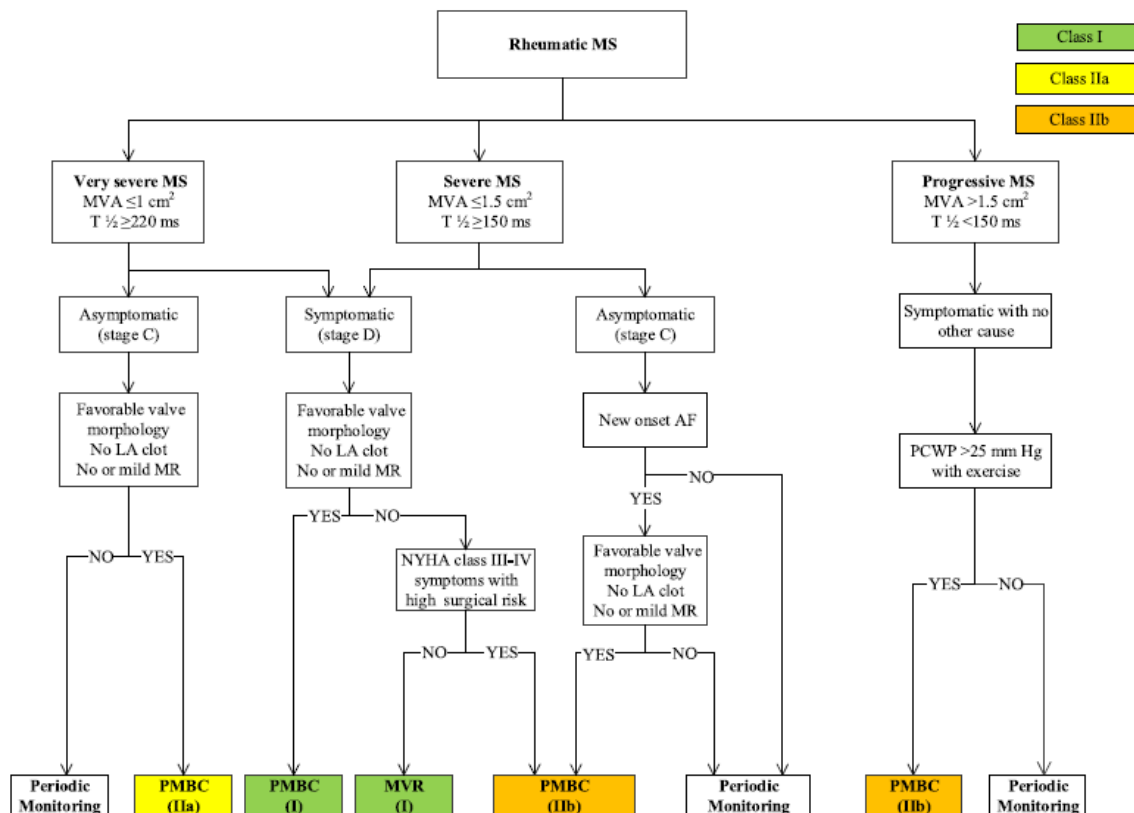 Rheumatic MS
Class I
Class IIa
Class IIb
Very severe MS
MVA ≤1 cm²
T ½ ≥220 ms
Severe MS
MVA ≤1.5 cm²
T ½ ≥150 ms
Progressive MS
MVA >1.5 cm²
T ½ <150 ms
Asymptomatic
(stage C)
Symptomatic
(stage D)
Asymptomatic
(stage C)
Symptomatic with no
other cause
Favorable valve
morphology
No LA clot
No or mild MR
Favorable valve
morphology
No LA clot
No or mild MR
New onset AF
PCWP >25 mm Hg
with exercise
NO
YES
YES
NO
YES
NO
NYHA class III-IV
symptoms with
high surgical risk
Favorable valve
morphology
No LA clot
No or mild MR
YES
NO
NO
YES
YES
NO
Periodic
Monitoring
PMBC
(IIa)
PMBC
(I)
MVR
(I)
PMBC
(IIb)
Periodic
Monitoring
PMBC
(IIb)
Periodic
Monitoring